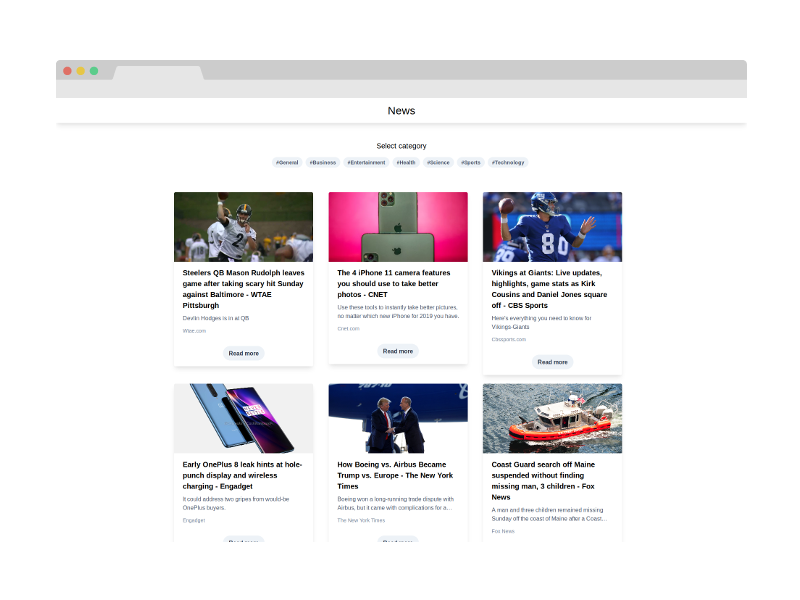 News
Select category
#General #Business #Entertainment #Health #Science #Sports #Technology
Steelers QB Mason Rudolph leaves
game after taking scary hit Sunday
against Baltimore - WTAE
Pittsburgh
Devlin Hodges is in at QB
Wtae.com
Read more
The 4 iPhone 11 camera features
you should use to take better
photos - CNET
Use these tools to instantly take better pictures,
no matter which new iPhone for 2019 you have.
Cnet.com
Read more
80
Vikings at Giants: Live updates,
highlights, game stats as Kirk
Cousins and Daniel Jones square
off - CBS Sports
Here's everything you need to know for
Vikings-Giants
Cbssports.com
Read more
Early OnePlus 8 leak hints at hole-
punch display and wireless
charging - Engadget
It could address two gripes from would-be
OnePlus buyers.
Engadget
Read more
How Boeing vs. Airbus Became
Trump vs. Europe - The New York
Times
Boeing won a long-running trade dispute with
Airbus, but it came with complications for a...
The New York Times
Read more
Coast Guard search off Maine
suspended without finding
missing man, 3 children - Fox
News
A man and three children remained missing
Sunday off the coast of Maine after a Coast...
Fox News